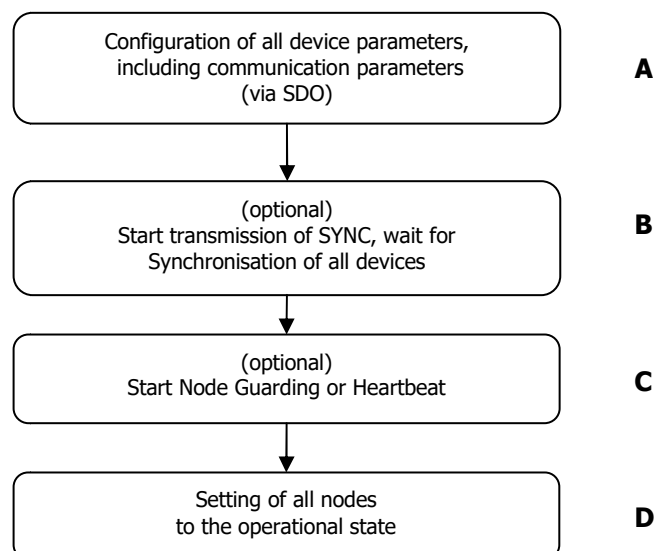 Configuration of all device parameters,
including communication parameters
(via SDO)
A
(optional)
Start transmission of SYNC, wait for
Synchronisation of all devices
B
(optional)
Start Node Guarding or Heartbeat
C
Setting of all nodes
to the operational state
D